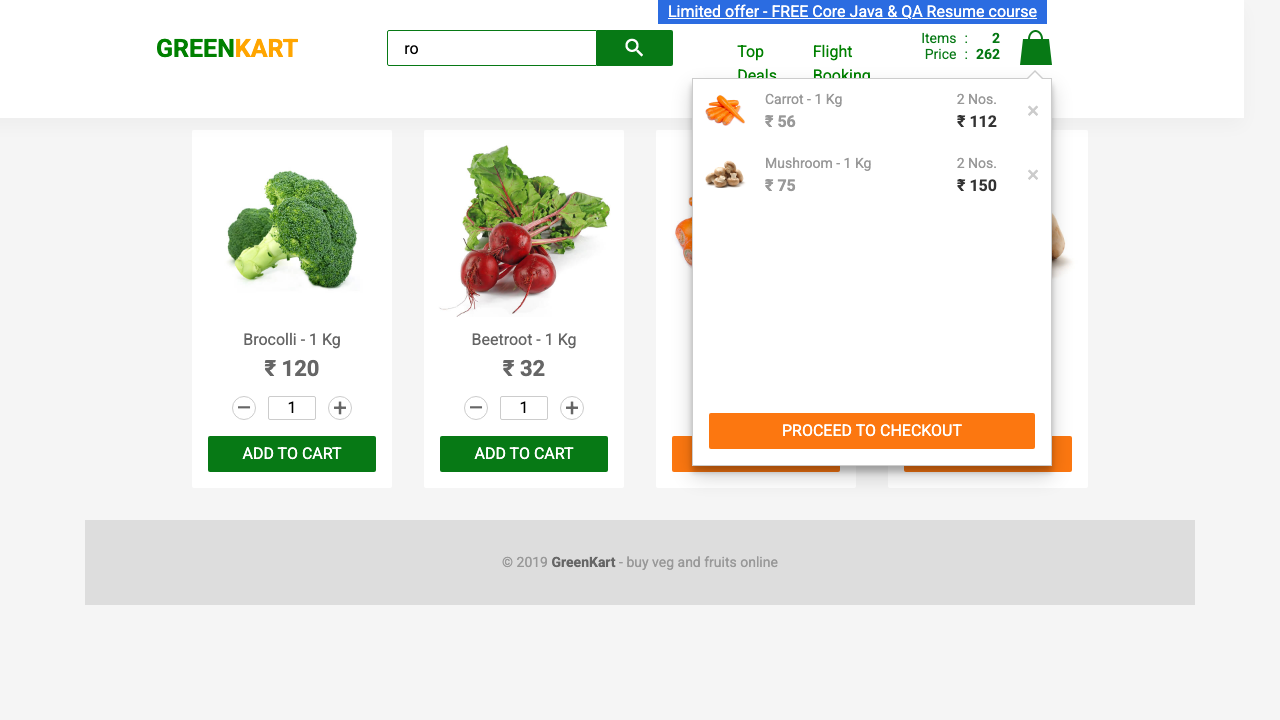 Limited offer - FREE Core Java & QA Resume course
GREENKART
ro
Top
Deals
Flight
Booking
Items : 2
Price : 262
Carrot - 1 Kg
₹ 56
2 Nos.
₹ 112
×
Mushroom - 1 Kg
₹ 75
2 Nos.
₹ 150
×
PROCEED TO CHECKOUT
Brocolli - 1 Kg
₹ 120
− 1 +
ADD TO CART
Beetroot - 1 Kg
₹ 32
− 1 +
ADD TO CART
© 2019 GreenKart - buy veg and fruits online